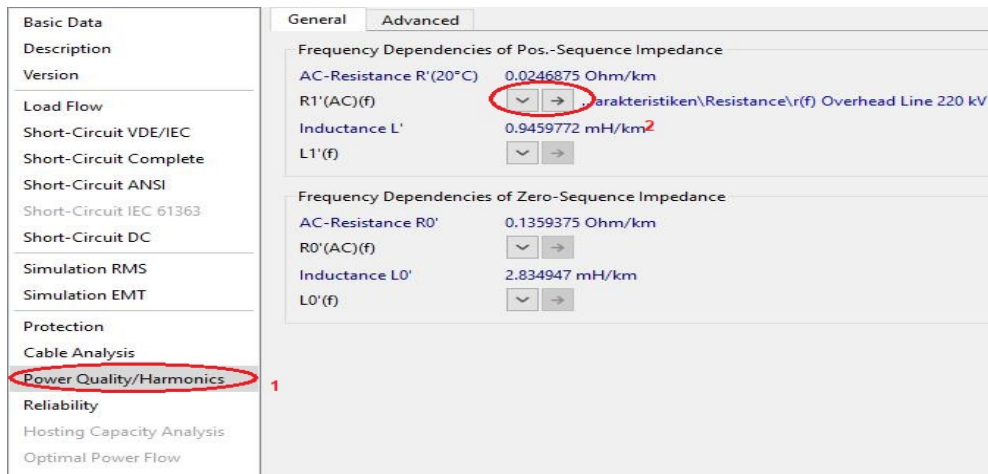 Basic Data
Description
Version
Load Flow
Short-Circuit VDE/IEC
Short-Circuit Complete
Short-Circuit ANSI
Short-Circuit IEC 61363
Short-Circuit DC
Simulation RMS
Simulation EMT
Protection
Cable Analysis
Power Quality/Harmonics
1
Reliability
Hosting Capacity Analysis
Optimal Power Flow
General Advanced
Frequency Dependencies of Pos.-Sequence Impedance
AC-Resistance R'(20°C) 0.0246875 Ohm/km
R1'(AC)(f) arakteristiken\Resistance\r(f) Overhead Line 220 kV
Inductance L' 0.9459772 mH/km 2
L1'(f)
Frequency Dependencies of Zero-Sequence Impedance
AC-Resistance R0' 0.1359375 Ohm/km
R0'(AC)(f)
Inductance L0' 2.834947 mH/km
L0'(f)